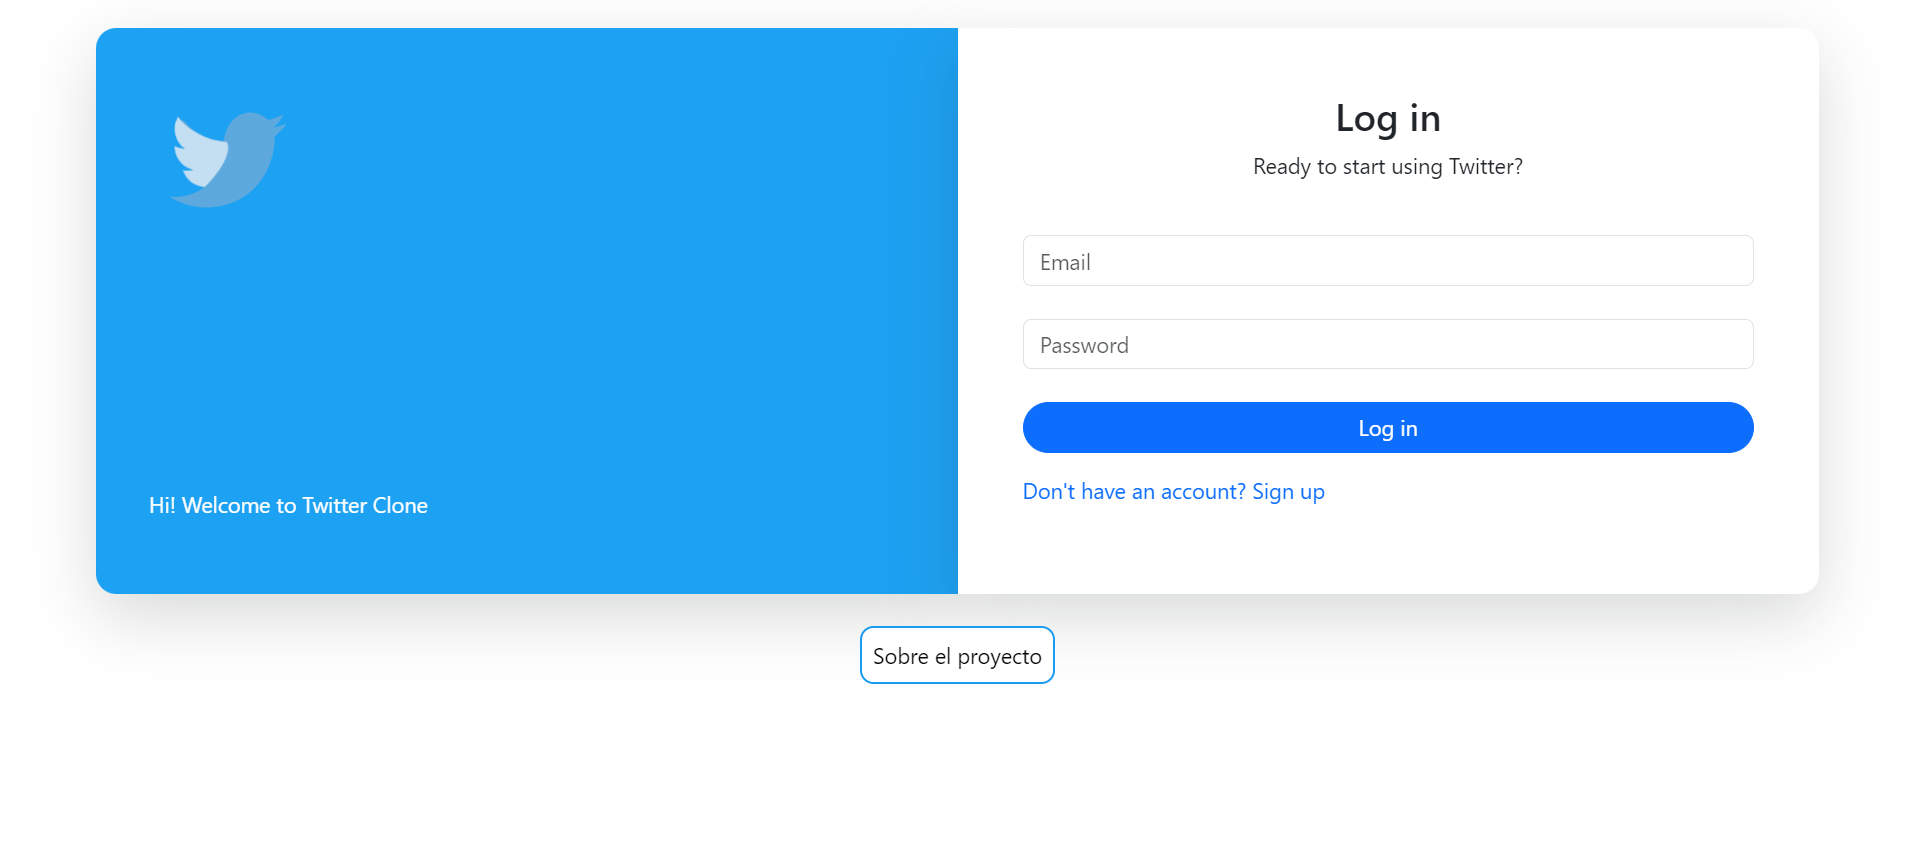 Hi! Welcome to Twitter Clone
Log in
Ready to start using Twitter?
Email
Password
Log in
Don't have an account? Sign up
Sobre el proyecto